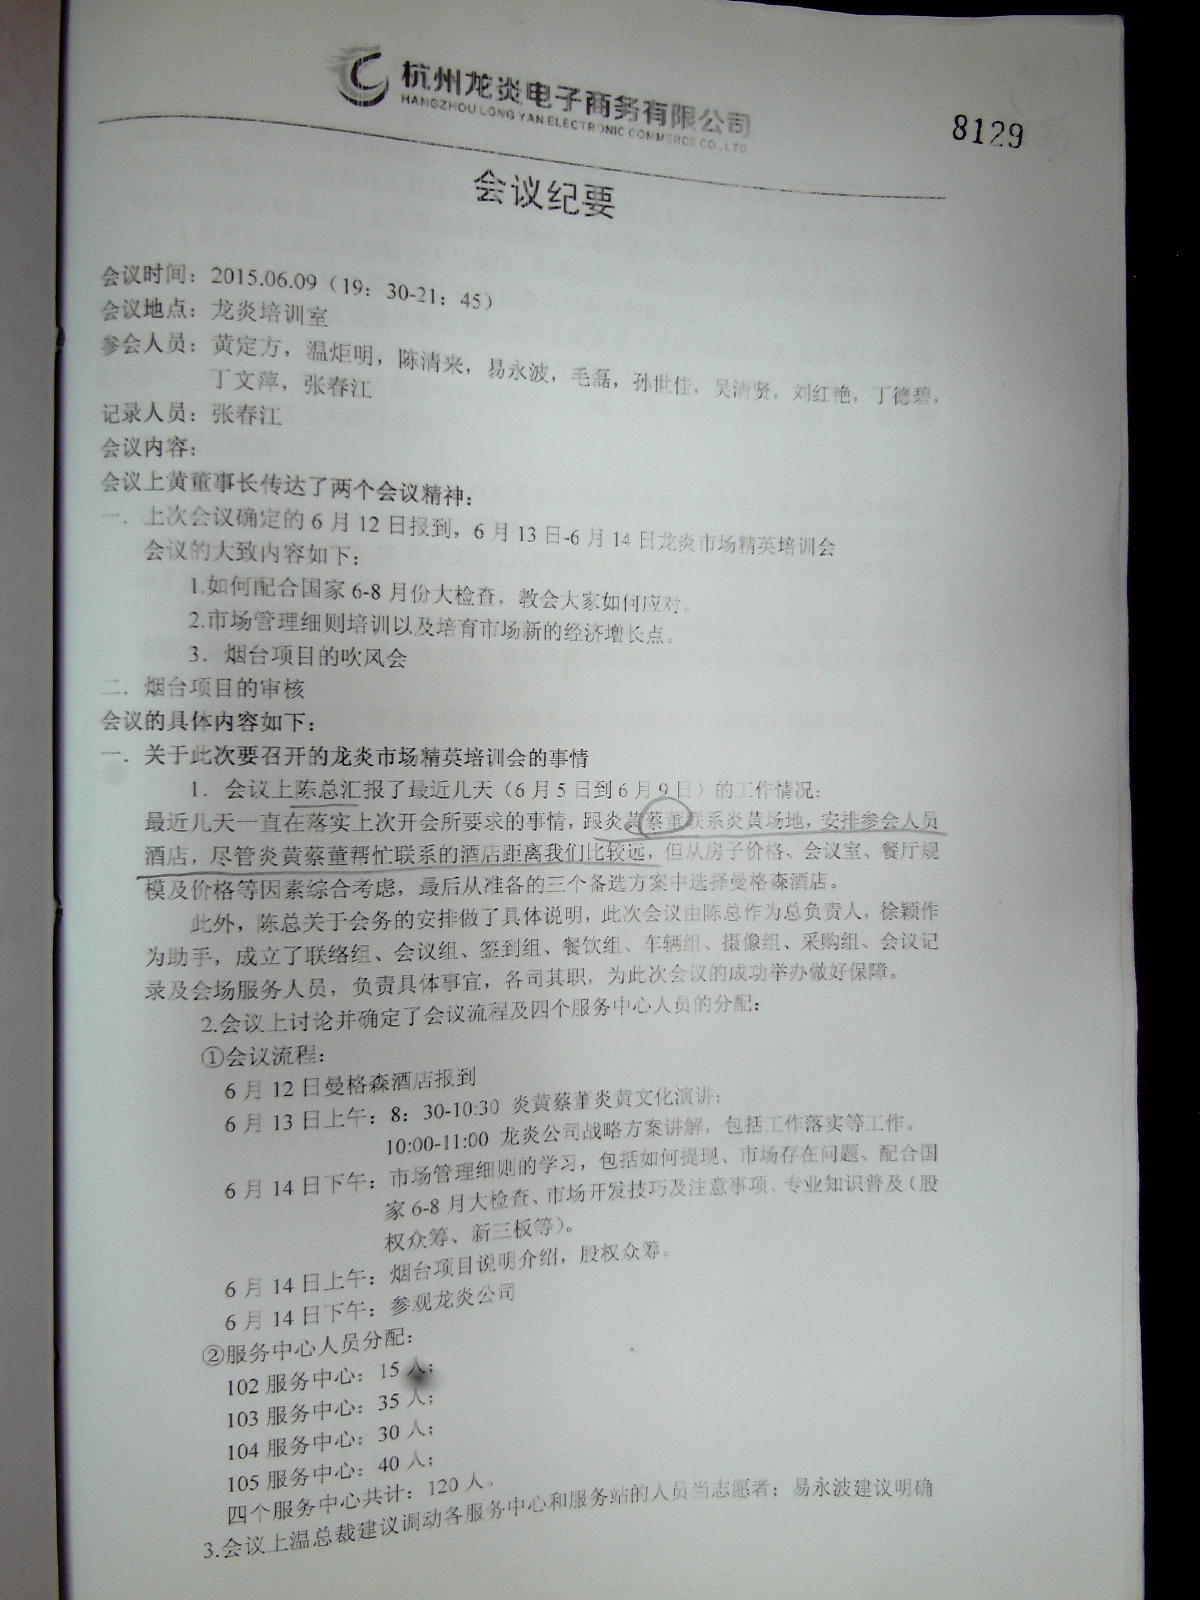 杭州龙炎电子商务有限公司
HANGZHOU LONG YAN ELECTRONIC COMMERCE CO., LTD
8129
会议纪要
会议时间：2015.06.09（19：30-21：45）
会议地点：龙炎培训室
参会人员：黄定方，温炬明，陈清来，易永波，毛磊，孙世佳，吴清贤，刘红艳，丁德碧，
丁文萍，张春江
记录人员：张春江
会议内容：
会议上黄董事长传达了两个会议精神：
一．上次会议确定的6月12日报到，6月13日-6月14日龙炎市场精英培训会
会议的大致内容如下：
1.如何配合国家6-8月份大检查，教会大家如何应对。
2.市场管理细则培训以及培育市场新的经济增长点。
3．烟台项目的吹风会
二．烟台项目的审核
会议的具体内容如下：
一．关于此次要召开的龙炎市场精英培训会的事情
1．会议上陈总汇报了最近几天（6月5日到6月9日）的工作情况：
最近几天一直在落实上次开会所要求的事情，跟炎黄蔡董联系炎黄场地，安排参会人员
酒店，尽管炎黄蔡董帮忙联系的酒店距离我们比较远，但从房子价格、会议室、餐厅规
模及价格等因素综合考虑，最后从准备的三个备选方案中选择曼格森酒店。
此外，陈总关于会务的安排做了具体说明，此次会议由陈总作为总负责人，徐颖作
为助手，成立了联络组、会议组、签到组、餐饮组、车辆组、摄像组、采购组、会议记
录及会场服务人员，负责具体事宜，各司其职，为此次会议的成功举办做好保障。
2.会议上讨论并确定了会议流程及四个服务中心人员的分配：
①会议流程：
6月12日曼格森酒店报到
6月13日上午：8：30-10:30 炎黄蔡董炎黄文化演讲；
10:00-11:00 龙炎公司战略方案讲解，包括工作落实等工作。
6月14日下午：市场管理细则的学习，包括如何提现、市场存在问题、配合国
家6-8月大检查、市场开发技巧及注意事项、专业知识普及（股
权众筹、新三板等）。
6月14日上午：烟台项目说明介绍，股权众筹。
6月14日下午：参观龙炎公司
②服务中心人员分配：
102服务中心：15人；
103服务中心：35人；
104服务中心：30人；
105服务中心：40人；
四个服务中心共计：120人。
3.会议上温总裁建议调动各服务中心和服务站的人员当志愿者；易永波建议明确